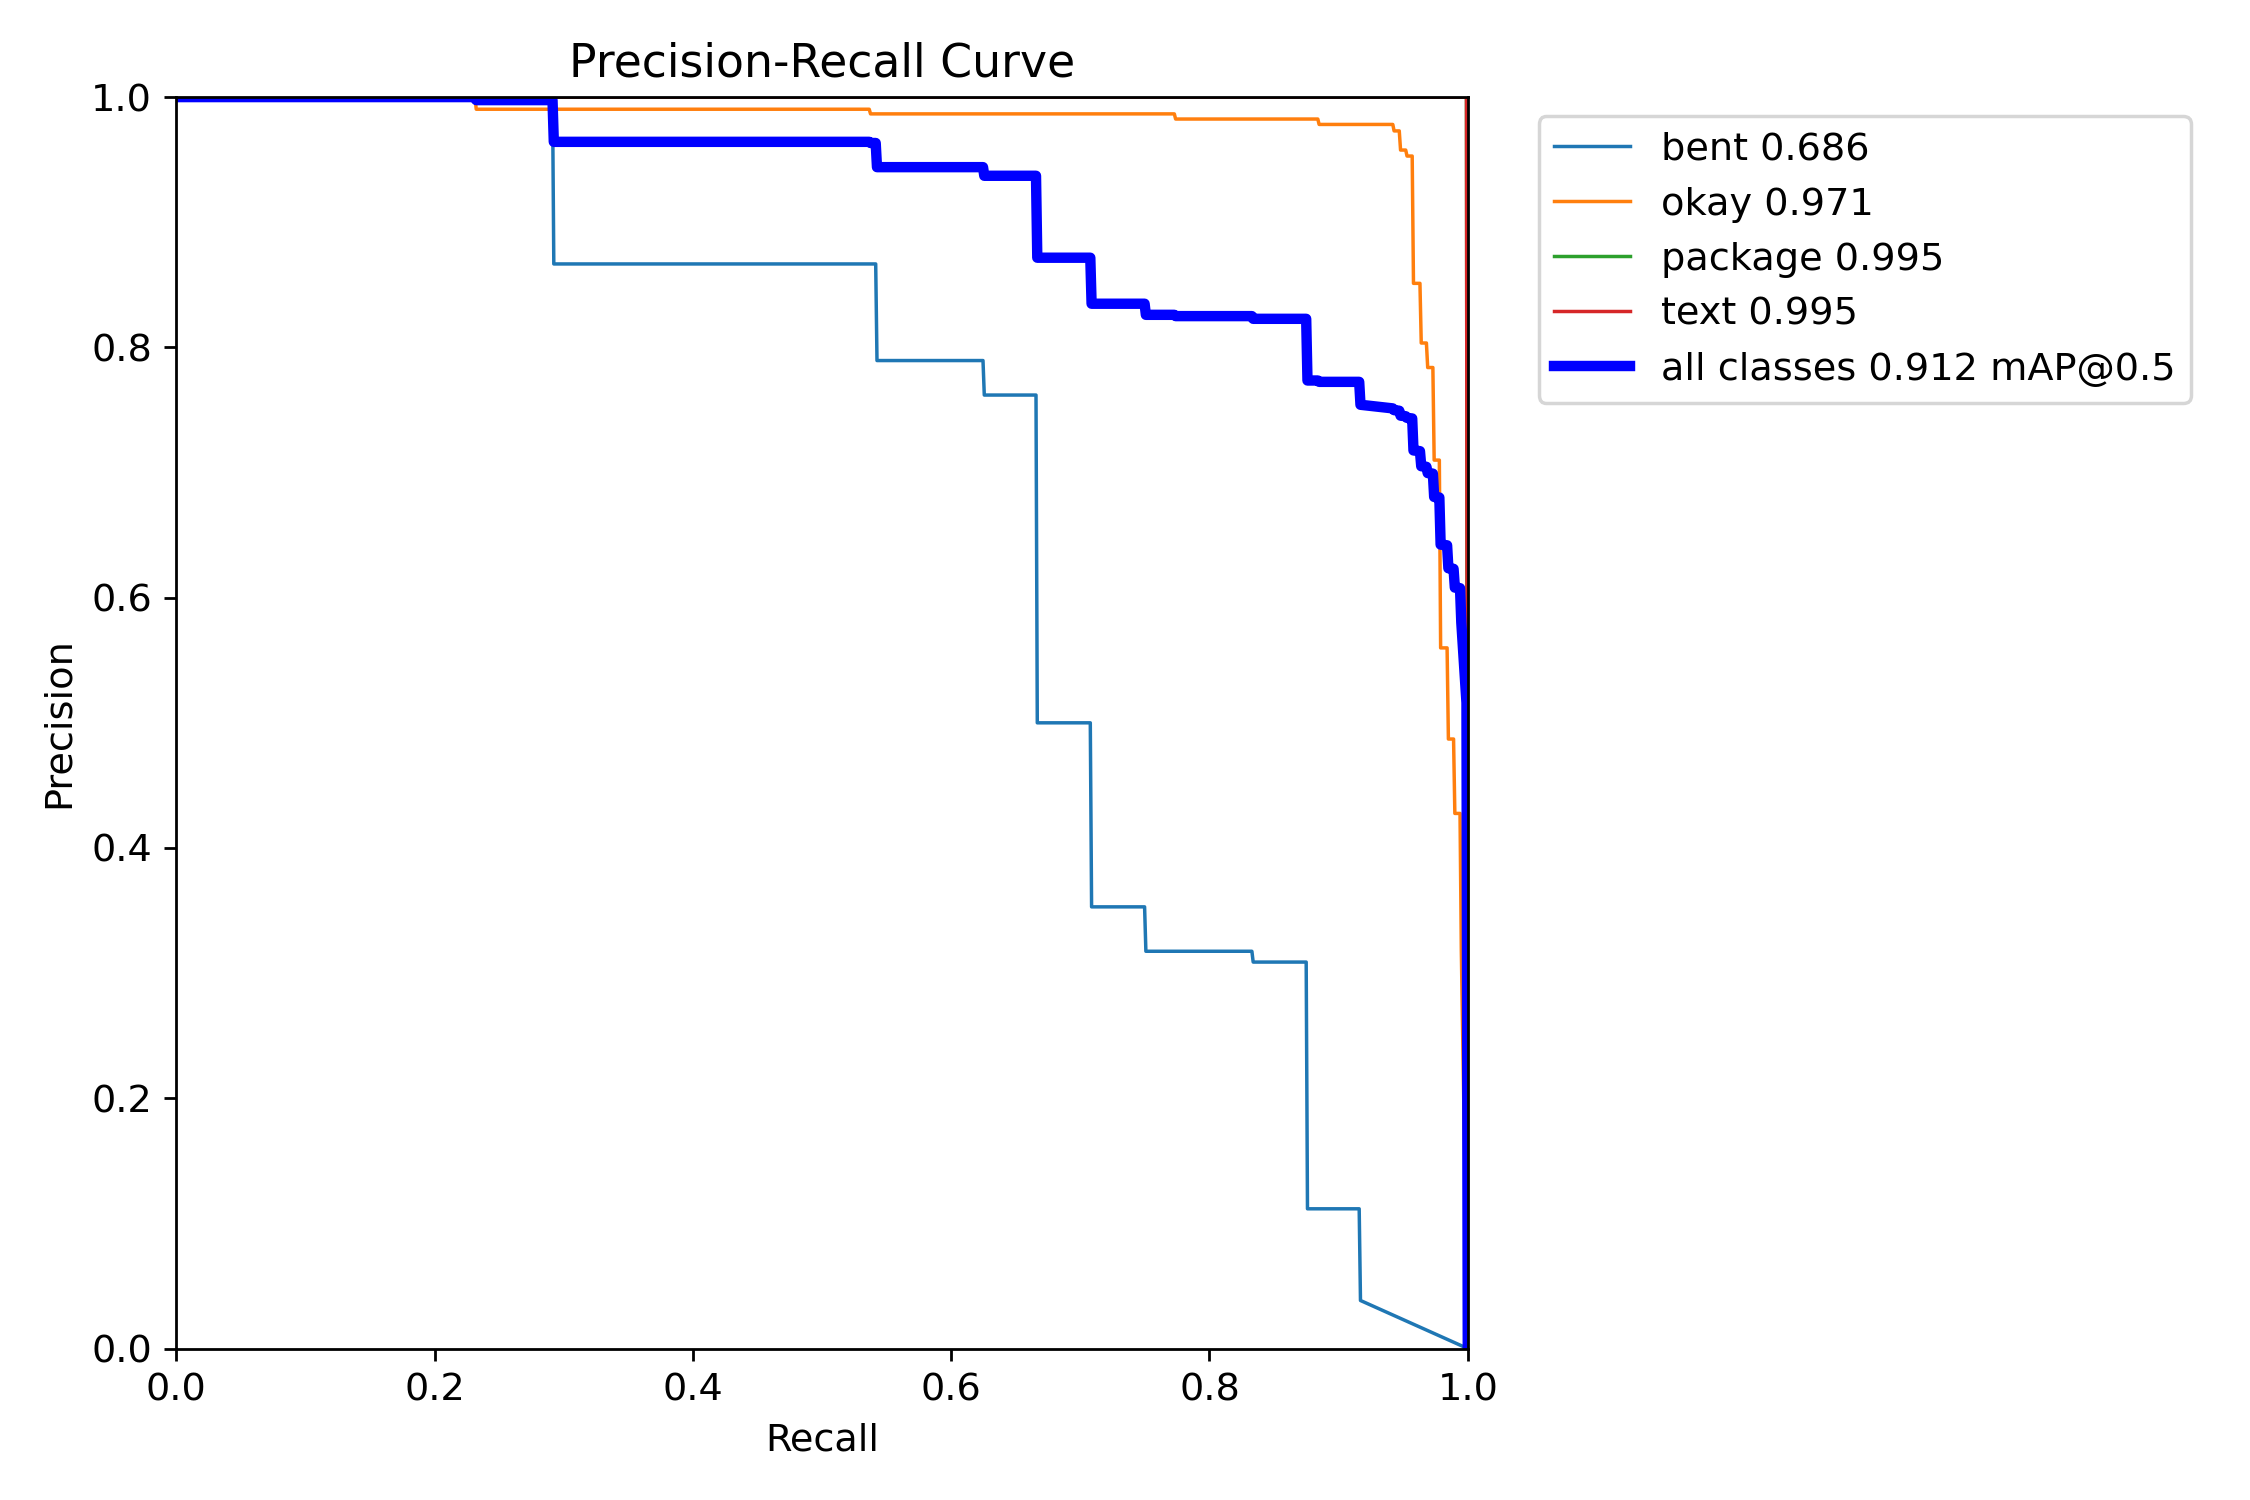 Precision-Recall Curve
1.0
0.8
0.6
0.4
0.2
0.0
Precision
0.0 0.2 0.4 0.6 0.8 1.0
Recall
bent 0.686
okay 0.971
package 0.995
text 0.995
all classes 0.912 mAP@0.5